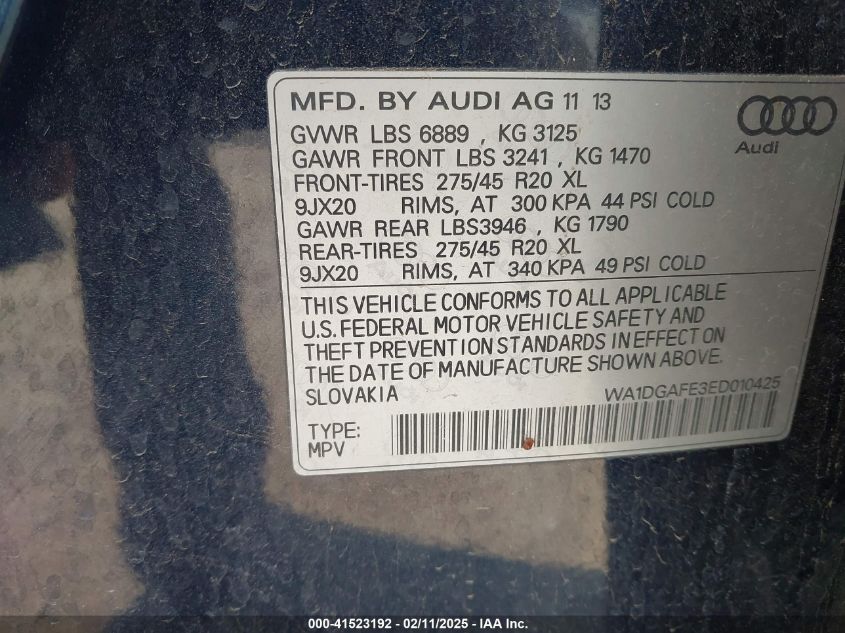 MFD. BY AUDI AG 11 13
GVWR LBS 6889 , KG 3125
GAWR FRONT LBS 3241 , KG 1470
FRONT-TIRES 275/45 R20 XL
9JX20 RIMS, AT 300 KPA 44 PSI COLD
GAWR REAR LBS3946 , KG 1790
REAR-TIRES 275/45 R20 XL
9JX20 RIMS, AT 340 KPA 49 PSI COLD
Audi
THIS VEHICLE CONFORMS TO ALL APPLICABLE
U.S. FEDERAL MOTOR VEHICLE SAFETY AND
THEFT PREVENTION STANDARDS IN EFFECT ON
THE DATE OF MANUFACTURE SHOWN ABOVE.
SLOVAKIA WA1DGAFE3ED010425
TYPE:
MPV
000-41523192 - 02/11/2025 - IAA Inc.